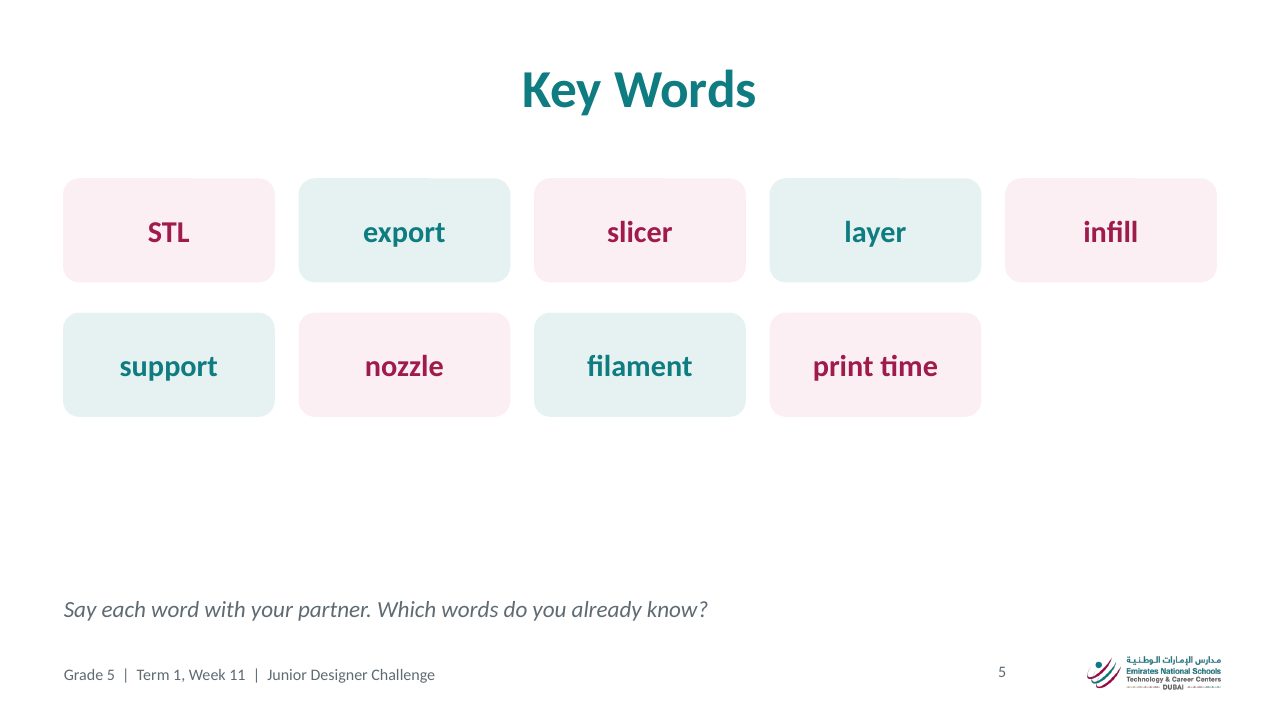 Key Words
STL
export
slicer
layer
infill
support
nozzle
filament
print time
Say each word with your partner. Which words do you already know?
Grade 5 | Term 1, Week 11 | Junior Designer Challenge
5
مدارس الإمارات الوطنية
Emirates National Schools
Technology & Career Centers
DUBAI